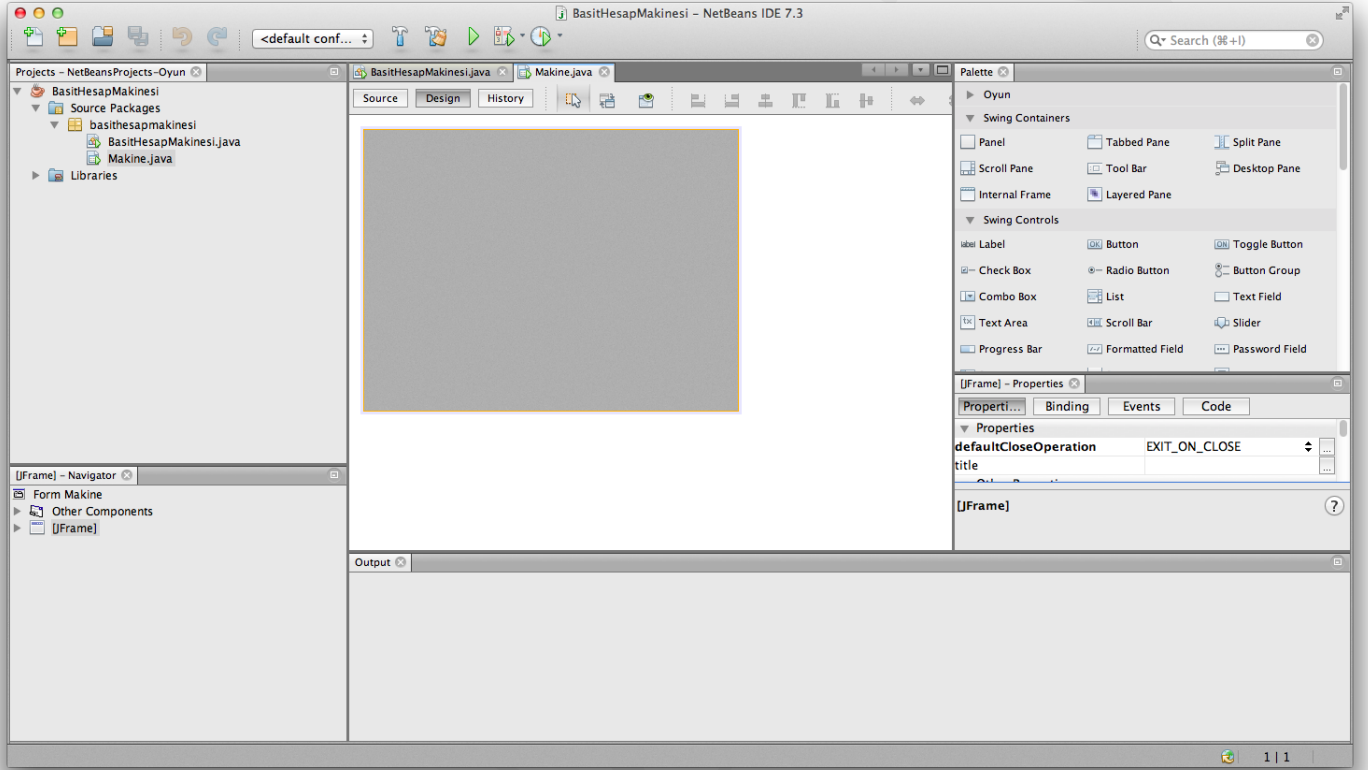 BasitHesapMakinesi – NetBeans IDE 7.3
<default conf...
Search (⌘+I)
Projects – NetBeansProjects-Oyun
BasitHesapMakinesi
Source Packages
basithesapmakinesi
BasitHesapMakinesi.java
Makine.java
Libraries
BasitHesapMakinesi.java
Makine.java
Source
Design
History
Palette
Oyun
Swing Containers
Panel
Tabbed Pane
Split Pane
Scroll Pane
Tool Bar
Desktop Pane
Internal Frame
Layered Pane
Swing Controls
label Label
OK Button
ON Toggle Button
Check Box
Radio Button
Button Group
Combo Box
List
Text Field
Text Area
Scroll Bar
Slider
Progress Bar
Formatted Field
Password Field
[JFrame] – Properties
Properti...
Binding
Events
Code
Properties
defaultCloseOperation
EXIT_ON_CLOSE
...
title
...
[JFrame]
?
[JFrame] – Navigator
Form Makine
Other Components
[JFrame]
Output
1 | 1